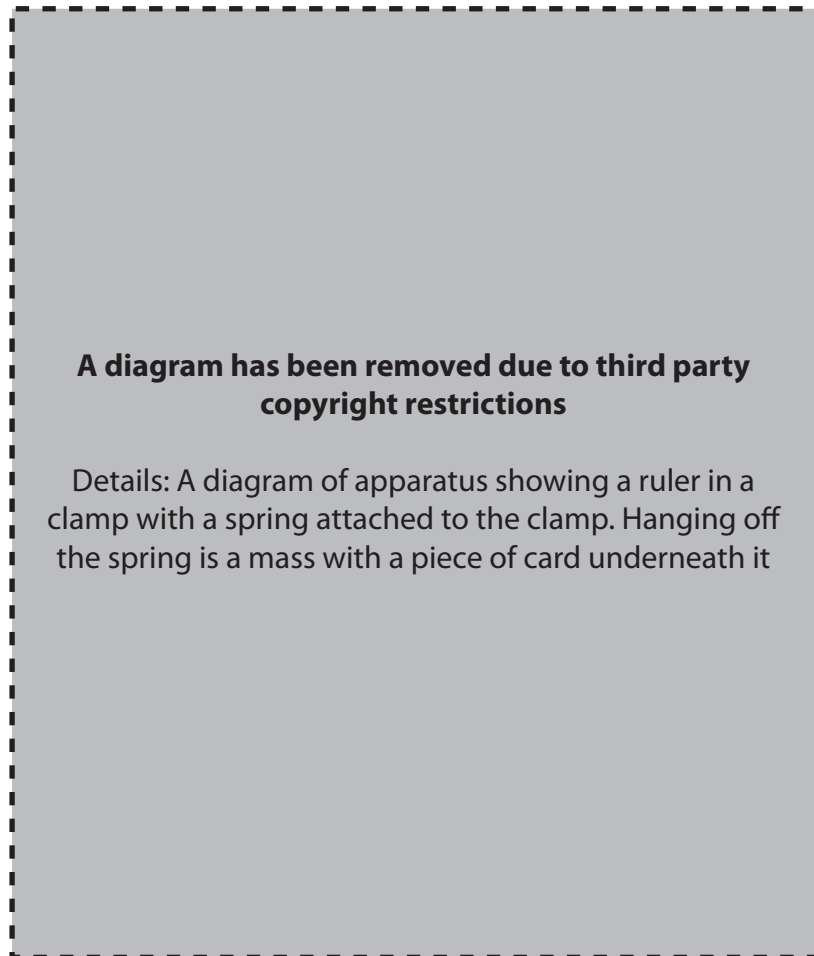 A diagram has been removed due to third party
copyright restrictions
Details: A diagram of apparatus showing a ruler in a
clamp with a spring attached to the clamp. Hanging off
the spring is a mass with a piece of card underneath it